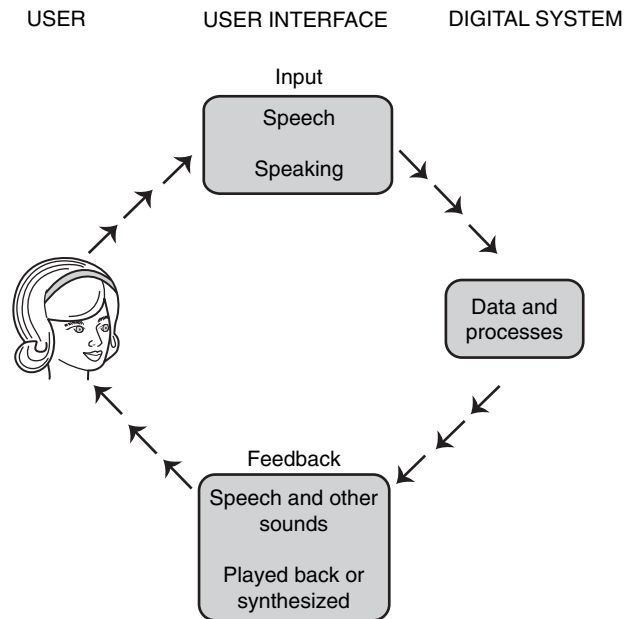 USER USER INTERFACE DIGITAL SYSTEM
Input
Speech
Speaking
Data and
processes
Feedback
Speech and other
sounds
Played back or
synthesized